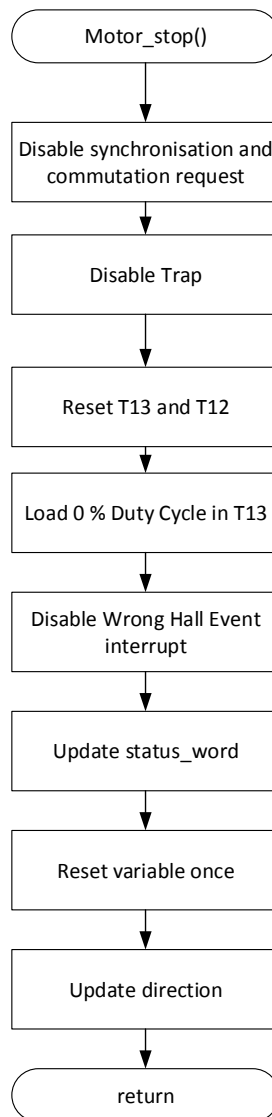 Motor_stop()
Disable synchronisation and
commutation request
Disable Trap
Reset T13 and T12
Load 0 % Duty Cycle in T13
Disable Wrong Hall Event
interrupt
Update status_word
Reset variable once
Update direction
return